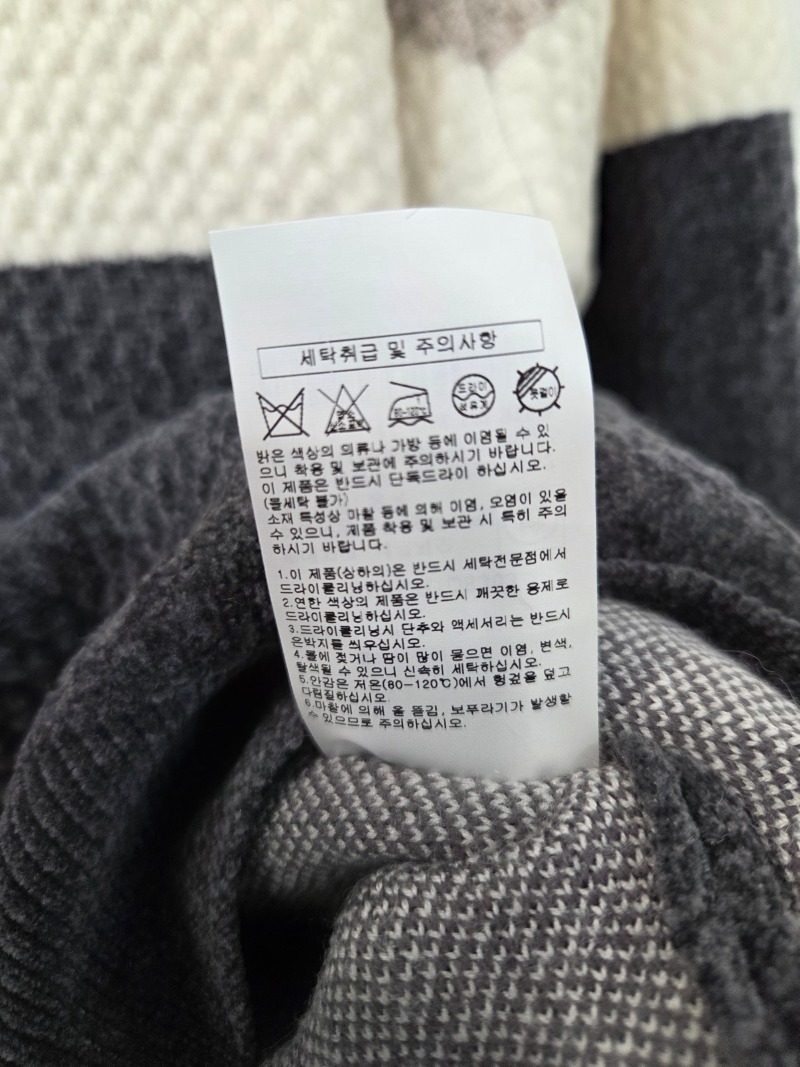 세탁취급 및 주의사항
80-120℃
드라이
석유계
옷걸이
밝은 색상의 의류나 가방 등에 이염될 수 있
으니 착용 및 보관에 주의하시기 바랍니다.
이 제품은 반드시 단독드라이 하십시오.
(물세탁 불가)
소재 특성상 마찰 등에 의해 이염, 오염이 있을
수 있으니, 제품 착용 및 보관 시 특히 주의
하시기 바랍니다.
1.이 제품(상하의)은 반드시 세탁전문점에서
드라이클리닝하십시오.
2.연한 색상의 제품은 반드시 깨끗한 용제로
드라이클리닝하십시오.
3.드라이클리닝시 단추와 액세서리는 반드시
은박지를 씌우십시오.
4.물에 젖거나 땀이 많이 묻으면 이염, 변색,
탈색될 수 있으니 신속히 세탁하십시오.
5.안감은 저온(80-120℃)에서 헝겊을 덮고
다림질하십시오.
6.마찰에 의해 올 뜯김, 보푸라기가 발생할
수 있으므로 주의하십시오.